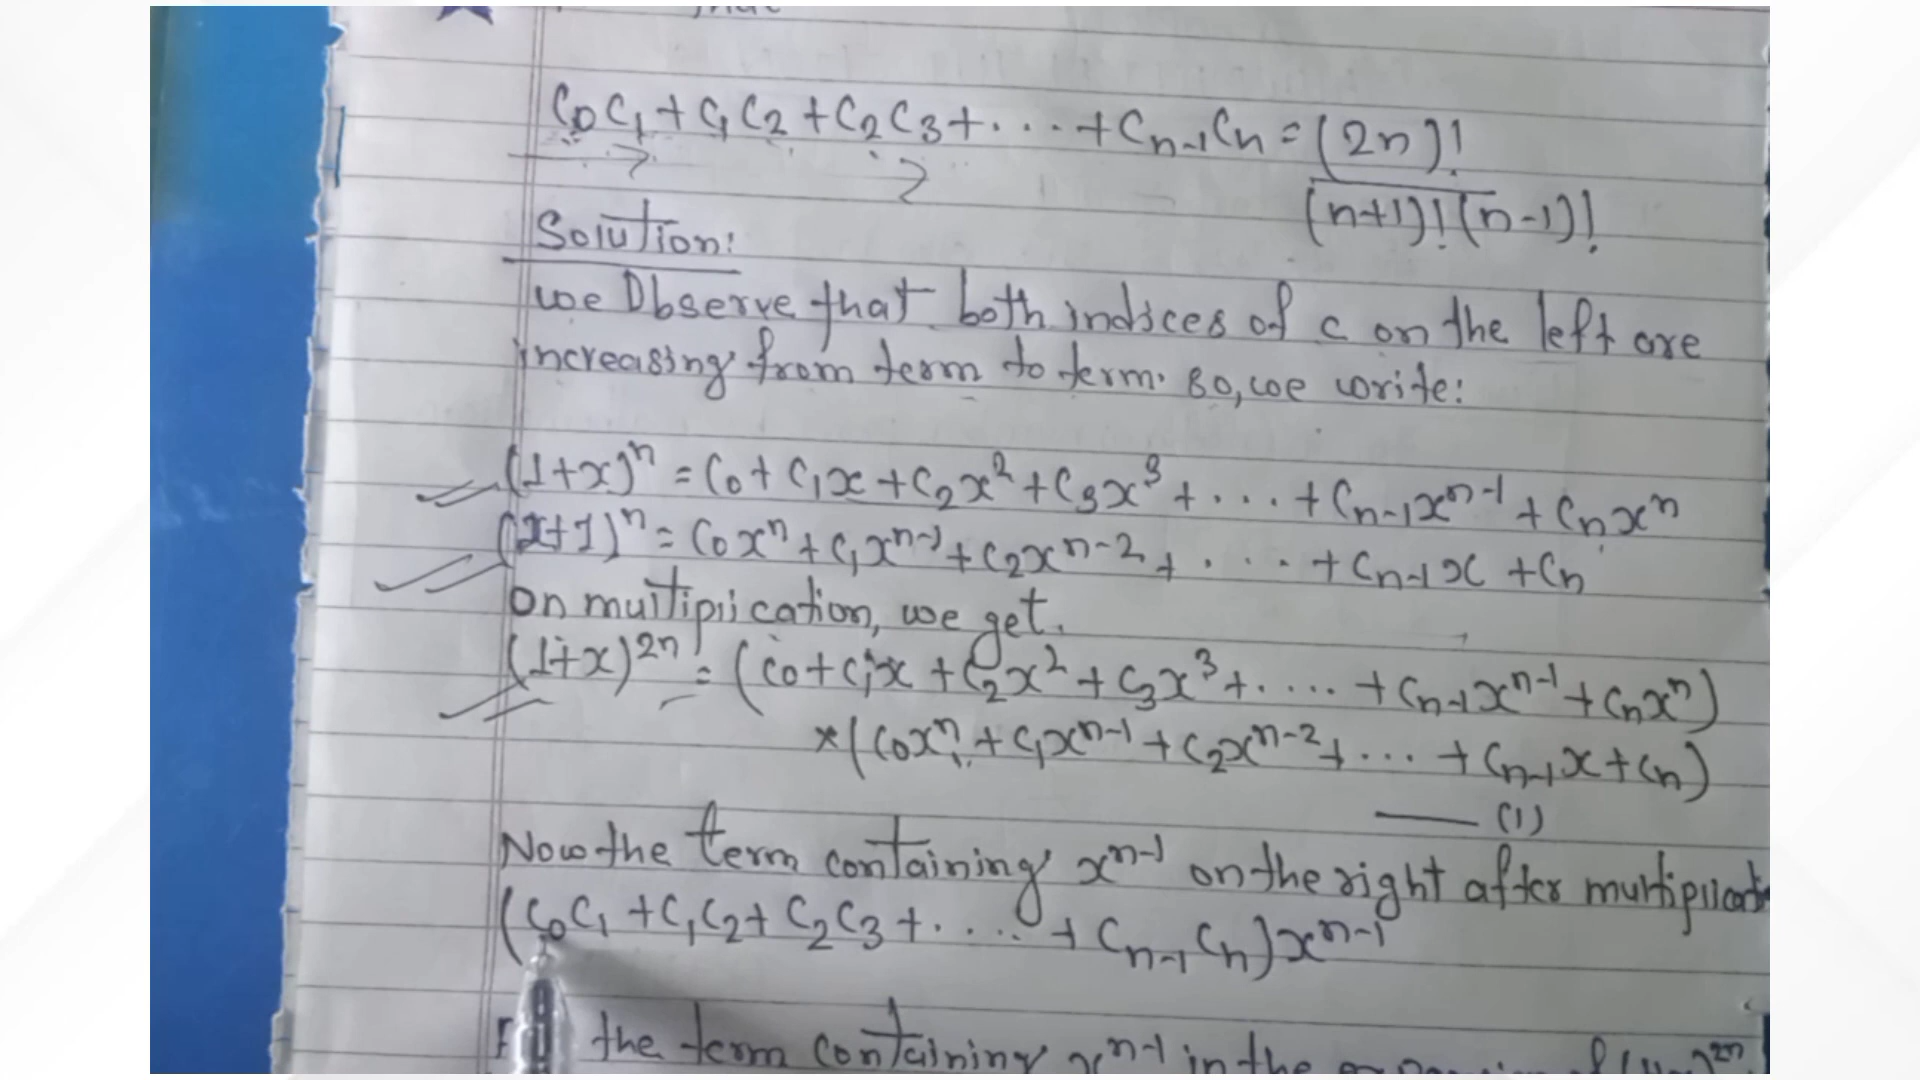 C₀C₁ + C₁C₂ + C₂C₃ + ... + Cₙ₋₁Cₙ = (2n)! / (n+1)!(n-1)!
Solution:
we Observe that both indices of c on the left are
increasing from term to term. so, we write:
(1+x)ⁿ = C₀ + C₁x + C₂x² + C₃x³ + ... + Cₙ₋₁xⁿ⁻¹ + Cₙxⁿ
(x+1)ⁿ = C₀xⁿ + C₁xⁿ⁻¹ + C₂xⁿ⁻² + .... + Cₙ₋₁x + Cₙ
On multiplication, we get.
(1+x)²ⁿ = (C₀ + C₁x + C₂x² + C₃x³ + .... + Cₙ₋₁xⁿ⁻¹ + Cₙxⁿ)
*(C₀xⁿ + C₁xⁿ⁻¹ + C₂xⁿ⁻² + ... + Cₙ₋₁x + Cₙ)
— (1)
Now the term containing xⁿ⁻¹ on the right after
(C₀C₁ + C₁C₂ + C₂C₃ + .... + Cₙ₋₁Cₙ)xⁿ⁻¹
the term containing xⁿ⁻¹ in the